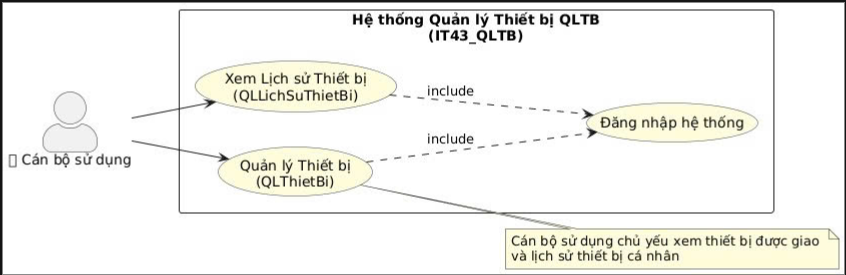 Hệ thống Quản lý Thiết bị QLTB
(IT43_QLTB)
Xem Lịch sử Thiết bị
(QLLichSuThietBi)
include
Đăng nhập hệ thống
include
Cán bộ sử dụng
Quản lý Thiết bị
(QLThietBi)
Cán bộ sử dụng chủ yếu xem thiết bị được giao
và lịch sử thiết bị cá nhân